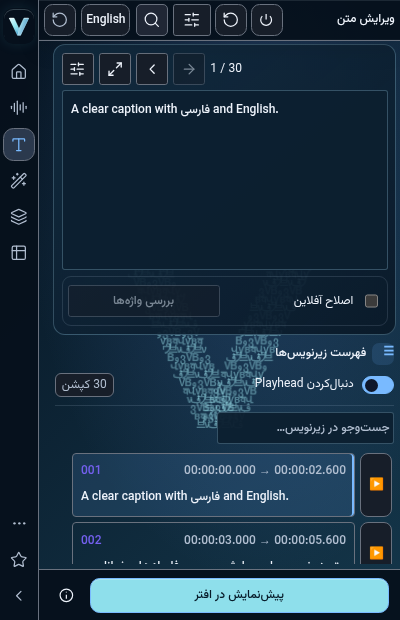 ویرایش متن
English
1 / 30
A clear caption with فارسی and English.
اصلاح آفلاین
بررسی واژه‌ها
فهرست زیرنویس‌ها
دنبال‌کردن Playhead
30 کپشن
جست‌وجو در زیرنویس...
001
00:00:00.000 → 00:00:02.600
A clear caption with فارسی and English.
002
00:00:03.000 → 00:00:05.600
پیش‌نمایش در افتر